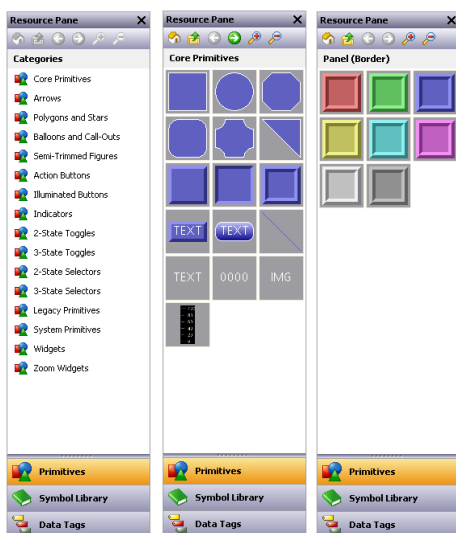 Resource Pane
Categories
Core Primitives
Arrows
Polygons and Stars
Balloons and Call-Outs
Semi-Trimmed Figures
Action Buttons
Illuminated Buttons
Indicators
2-State Toggles
3-State Toggles
2-State Selectors
3-State Selectors
Legacy Primitives
System Primitives
Widgets
Zoom Widgets
Primitives
Symbol Library
Data Tags
Resource Pane
Core Primitives
TEXT TEXT
TEXT 0000 IMG
Primitives
Symbol Library
Data Tags
Resource Pane
Panel (Border)
Primitives
Symbol Library
Data Tags